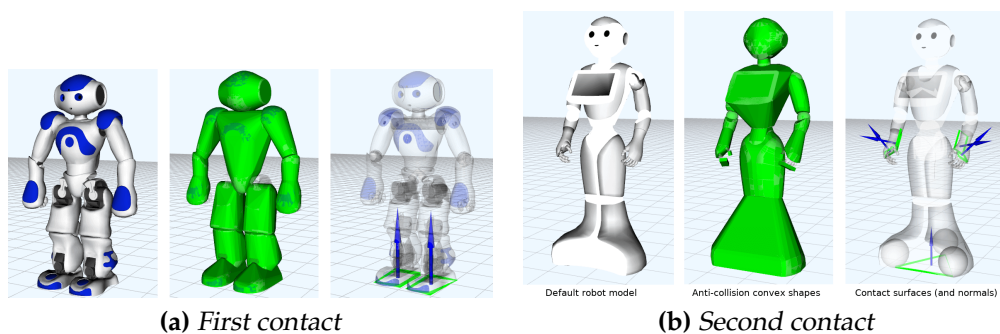 Default robot model
Anti-collision convex shapes
Contact surfaces (and normals)
(a) First contact
(b) Second contact